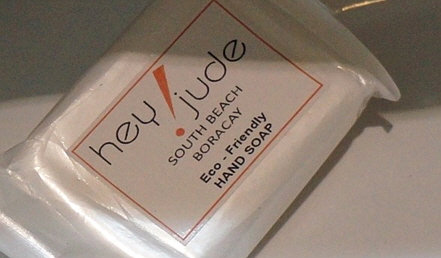 hey! jude
SOUTH BEACH
BORACAY
Eco - Friendly
HAND SOAP